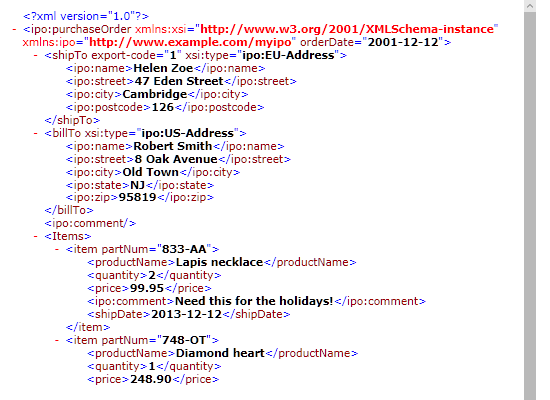 <?xml version="1.0"?>
- <ipo:purchaseOrder xmlns:xsi="http://www.w3.org/2001/XMLSchema-instance"
xmlns:ipo="http://www.example.com/myipo" orderDate="2001-12-12">
- <shipTo export-code="1" xsi:type="ipo:EU-Address">
<ipo:name>Helen Zoe</ipo:name>
<ipo:street>47 Eden Street</ipo:street>
<ipo:city>Cambridge</ipo:city>
<ipo:postcode>126</ipo:postcode>
</shipTo>
- <billTo xsi:type="ipo:US-Address">
<ipo:name>Robert Smith</ipo:name>
<ipo:street>8 Oak Avenue</ipo:street>
<ipo:city>Old Town</ipo:city>
<ipo:state>NJ</ipo:state>
<ipo:zip>95819</ipo:zip>
</billTo>
<ipo:comment/>
- <Items>
- <item partNum="833-AA">
<productName>Lapis necklace</productName>
<quantity>2</quantity>
<price>99.95</price>
<ipo:comment>Need this for the holidays!</ipo:comment>
<shipDate>2013-12-12</shipDate>
</item>
- <item partNum="748-OT">
<productName>Diamond heart</productName>
<quantity>1</quantity>
<price>248.90</price>